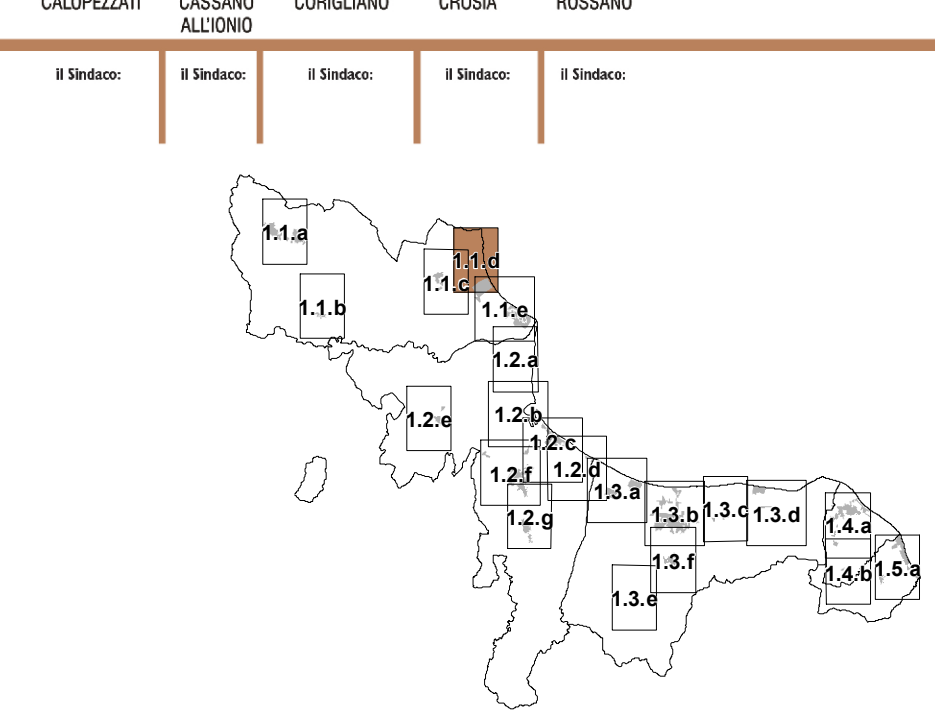 CALOPEZZATI
CASSANO
ALL'IONIO
CORIGLIANO
CROSIA
ROSSANO
il Sindaco:
il Sindaco:
il Sindaco:
il Sindaco:
il Sindaco:
1.1.a
1.1.d
1.1.c
1.1.b
1.1.e
1.2.a
1.2.e
1.2.b
1.2.c
1.2.f
1.2.d
1.3.a
1.2.g
1.3.b
1.3.c
1.3.d
1.4.a
1.3.f
1.4.b
1.5.a
1.3.e